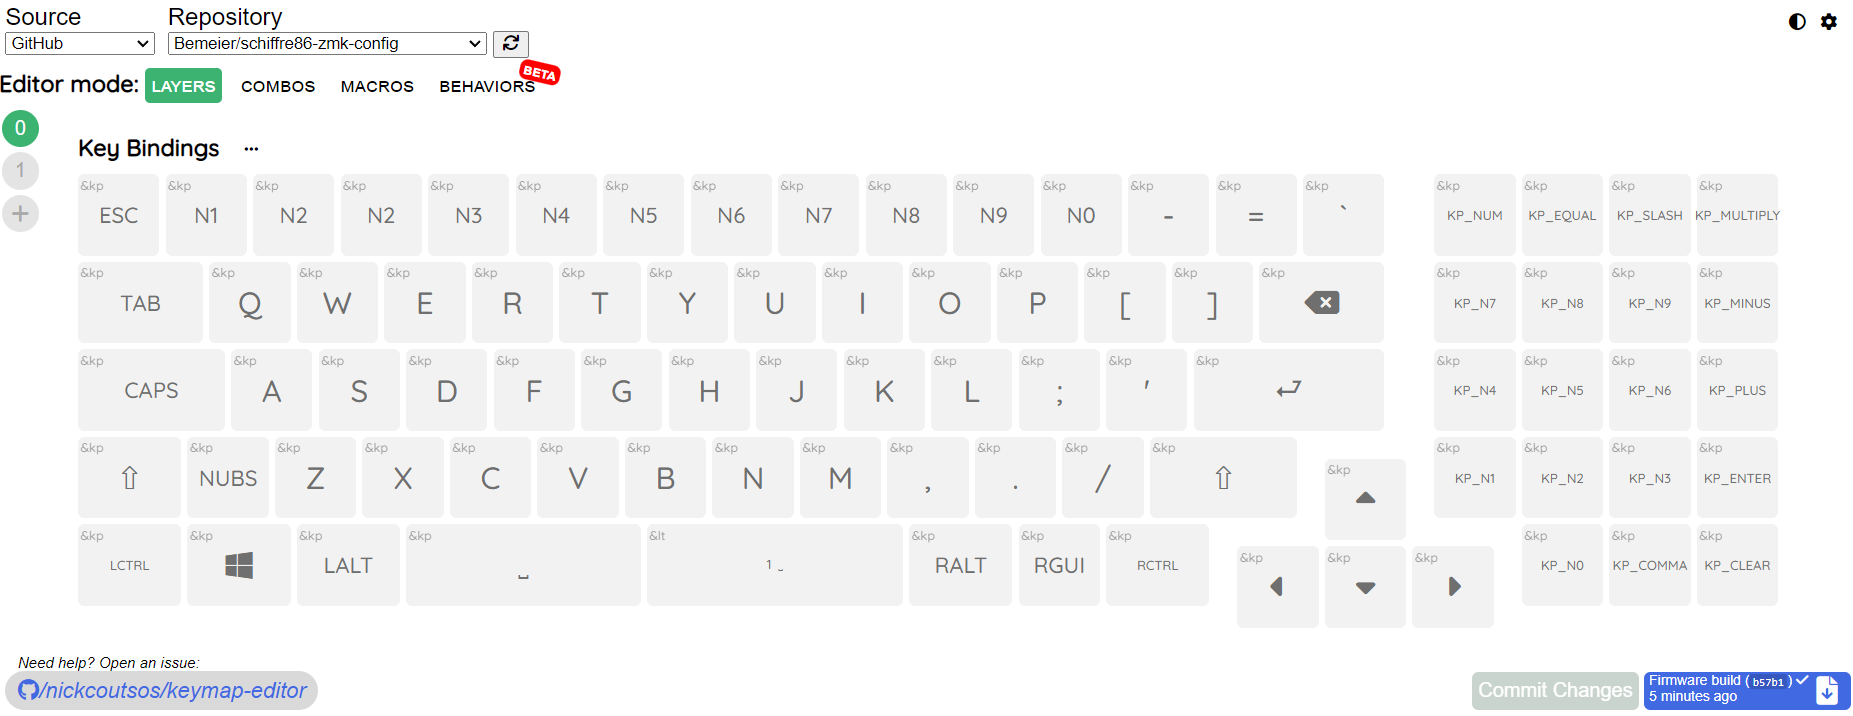 Source Repository
GitHub Bemeier/schiffre86-zmk-config
Editor mode: LAYERS COMBOS MACROS BEHAVIORS BETA
0
1
+
Key Bindings ...
&kp &kp &kp &kp &kp &kp &kp &kp &kp &kp &kp &kp &kp &kp &kp &kp &kp &kp &kp
ESC N1 N2 N2 N3 N4 N5 N6 N7 N8 N9 N0 - = ` KP_NUM KP_EQUAL KP_SLASH KP_MULTIPLY
&kp &kp &kp &kp &kp &kp &kp &kp &kp &kp &kp &kp &kp &kp &kp &kp &kp &kp
TAB Q W E R T Y U I O P [ ] KP_N7 KP_N8 KP_N9 KP_MINUS
&kp &kp &kp &kp &kp &kp &kp &kp &kp &kp &kp &kp &kp &kp &kp &kp &kp
CAPS A S D F G H J K L ; ' KP_N4 KP_N5 KP_N6 KP_PLUS
&kp &kp &kp &kp &kp &kp &kp &kp &kp &kp &kp &kp &kp &kp &kp &kp &kp &kp
⇧ NUBS Z X C V B N M , . / ⇧ KP_N1 KP_N2 KP_N3 KP_ENTER
&kp &kp &kp &kp &lt &kp &kp &kp &kp &kp &kp &kp &kp &kp
LCTRL LALT ␣ 1 ␣ RALT RGUI RCTRL KP_N0 KP_COMMA KP_CLEAR
Need help? Open an issue:
/nickcoutsos/keymap-editor
Commit Changes
Firmware build (b57b1) ✓
5 minutes ago